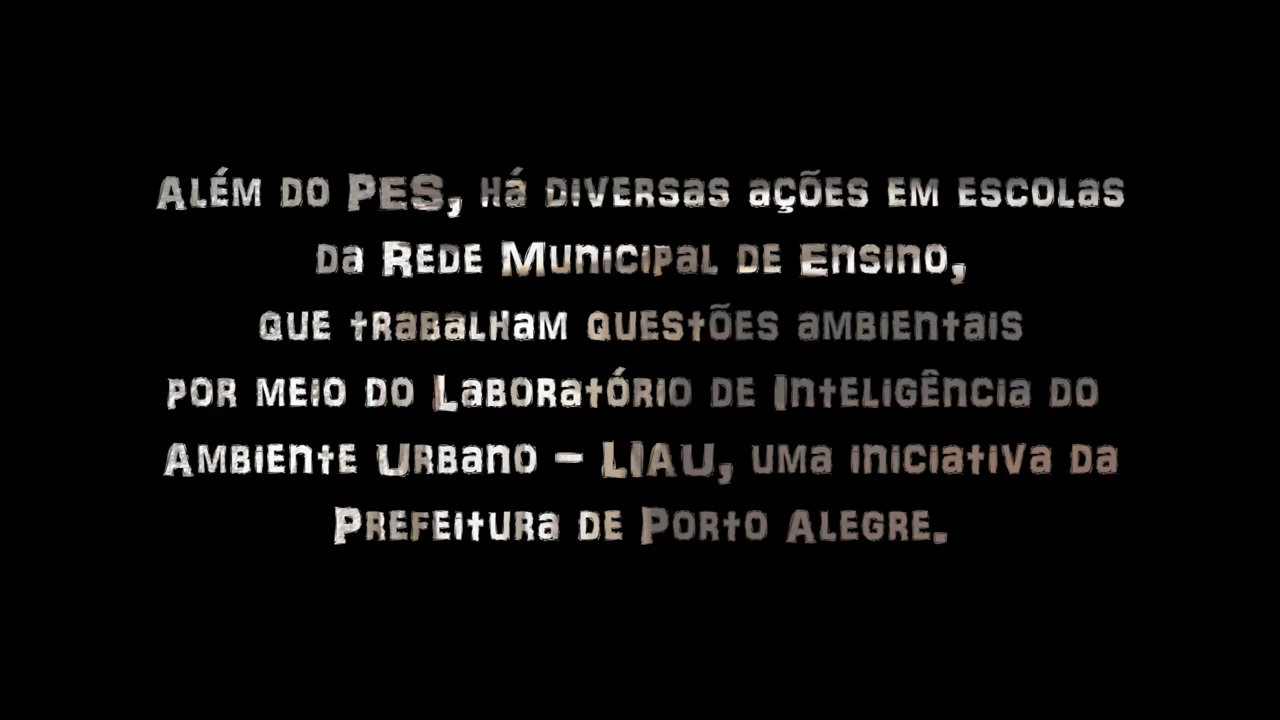 Além do PES, há diversas ações em escolas
da Rede Municipal de Ensino,
que trabalham questões ambientais
por meio do Laboratório de Inteligência do
Ambiente Urbano – LIAU, uma iniciativa da
Prefeitura de Porto Alegre.